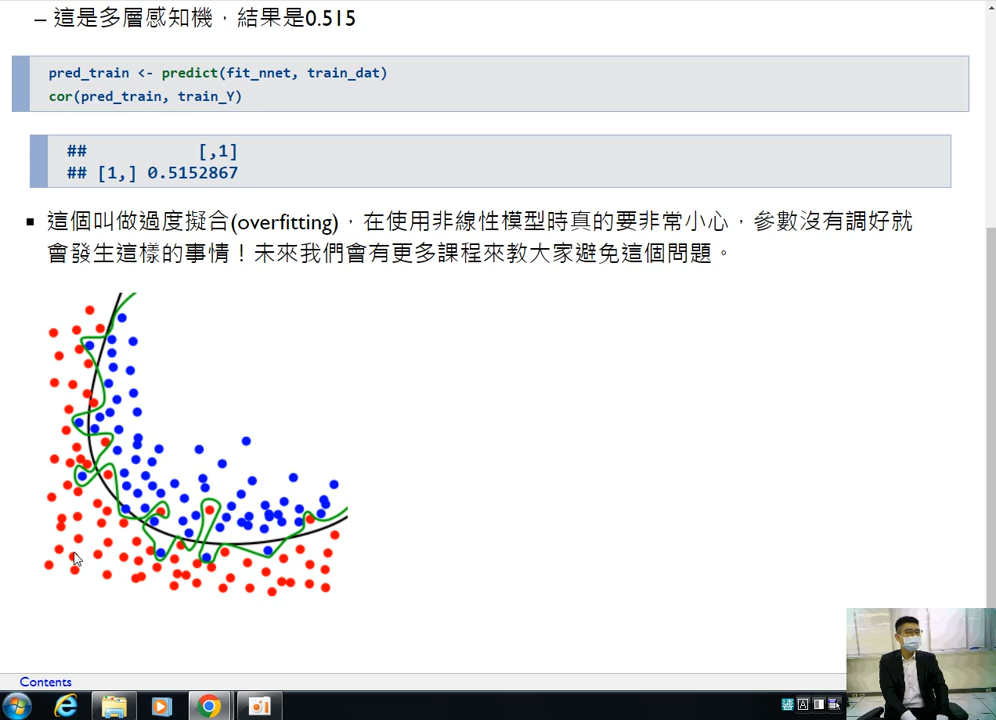 – 這是多層感知機，結果是0.515
pred_train <- predict(fit_nnet, train_dat)
cor(pred_train, train_Y)
## [,1]
## [1,] 0.5152867
▪ 這個叫做過度擬合(overfitting)，在使用非線性模型時真的要非常小心，參數沒有調好就
會發生這樣的事情！未來我們會有更多課程來教大家避免這個問題。
Contents